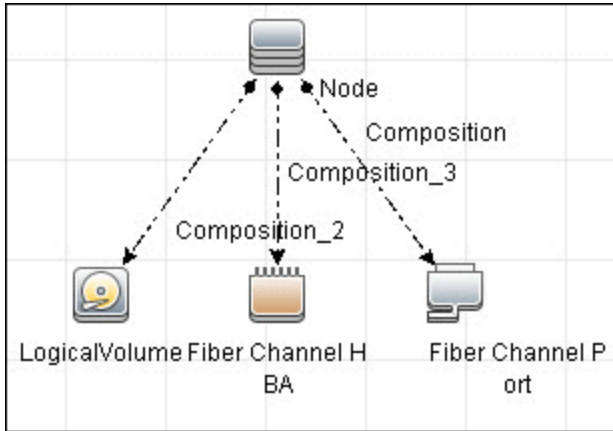 Node
Composition
Composition_3
Composition_2
LogicalVolume
Fiber Channel H
BA
Fiber Channel P
ort